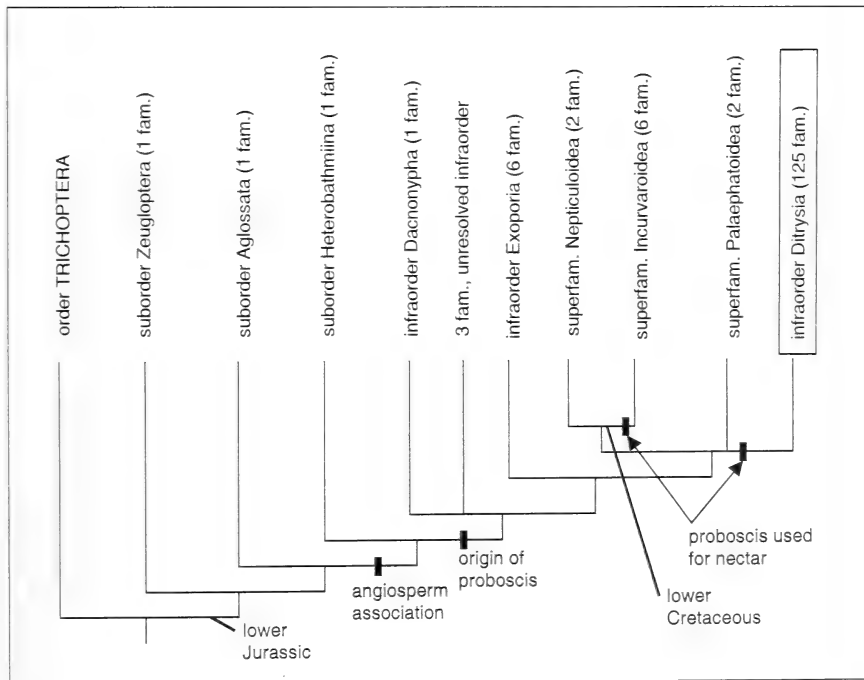 order TRICHOPTERA
suborder Zeugloptera (1 fam.)
suborder Aglossata (1 fam.)
suborder Heterobathmiina (1 fam.)
infraorder Dacnonypha (1 fam.)
3 fam., unresolved infraorder
infraorder Exoporia (6 fam.)
superfam. Nepticuloidea (2 fam.)
superfam. Incurvaroidea (6 fam.)
superfam. Palaephatoidea (2 fam.)
infraorder Ditrysia (125 fam.)
proboscis used
for nectar
origin of
proboscis
angiosperm
association
lower
Cretaceous
lower
Jurassic